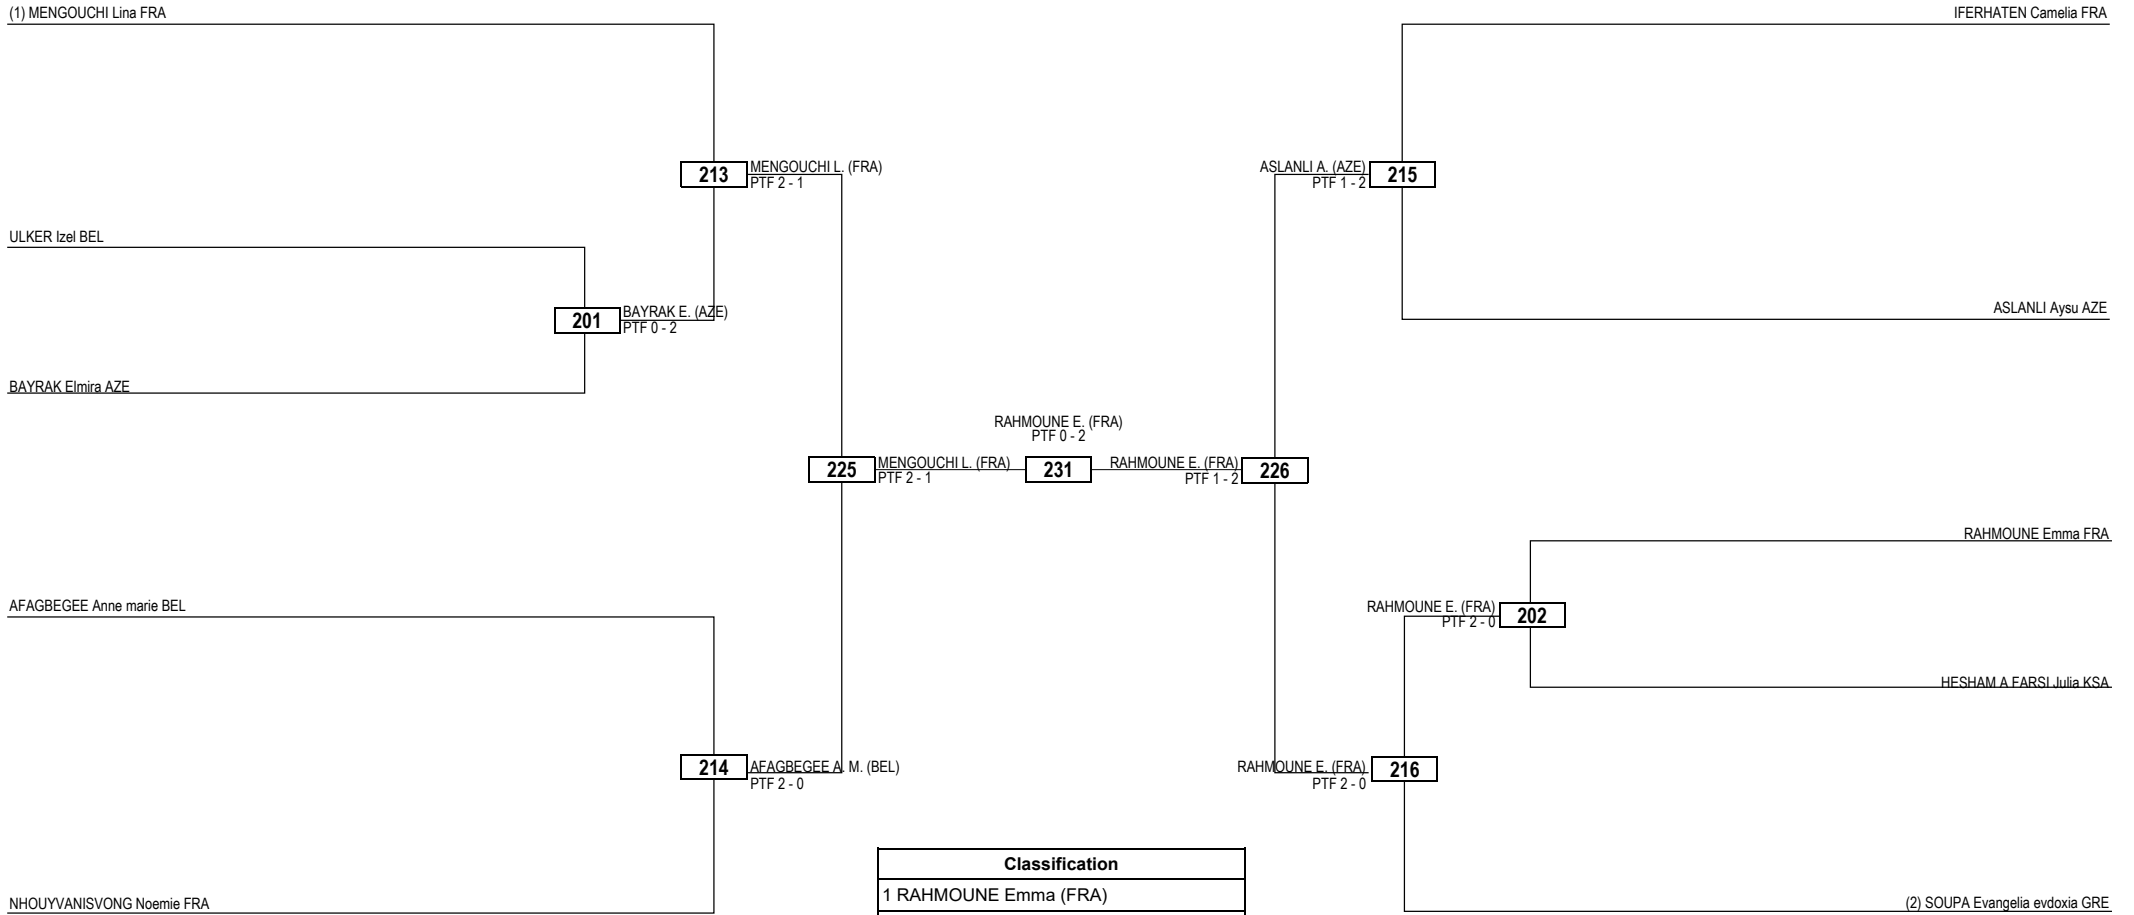 (1) MENGOUCHI Lina FRA
IFERHATEN Camelia FRA
213
MENGOUCHI L. (FRA)
PTF 2 - 1
ASLANLI A. (AZE)
PTF 1 - 2
215
ULKER Izel BEL
201
BAYRAK E. (AZE)
PTF 0 - 2
ASLANLI Aysu AZE
BAYRAK Elmira AZE
RAHMOUNE E. (FRA)
PTF 0 - 2
225
MENGOUCHI L. (FRA)
PTF 2 - 1
231
RAHMOUNE E. (FRA)
PTF 1 - 2
226
RAHMOUNE Emma FRA
AFAGBEGEE Anne marie BEL
RAHMOUNE E. (FRA)
PTF 2 - 0
202
HESHAM A FARSI Julia KSA
214
AFAGBEGEE A. M. (BEL)
PTF 2 - 0
RAHMOUNE E. (FRA)
PTF 2 - 0
216
Classification
1 RAHMOUNE Emma (FRA)
NHOUYVANISVONG Noemie FRA
(2) SOUPA Evangelia evdoxia GRE